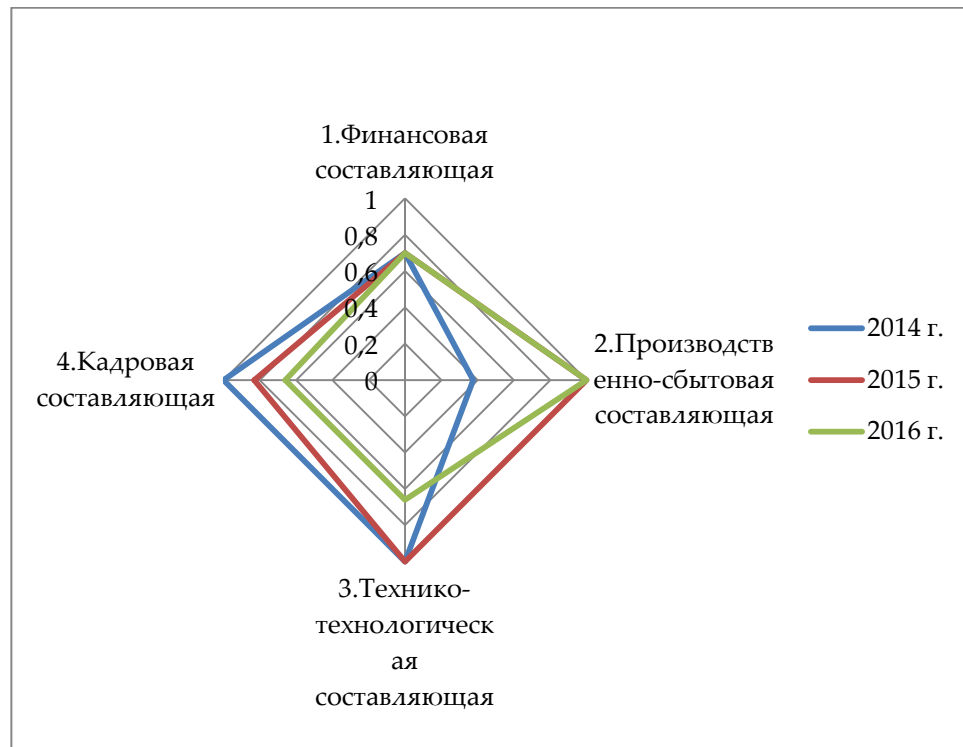 1.Финансовая
составляющая
1
0,8
0,6
0,4
0,2
0
2.Производств
енно-сбытовая
составляющая
3.Технико-
технологическ
ая
составляющая
4.Кадровая
составляющая
2014 г.
2015 г.
2016 г.